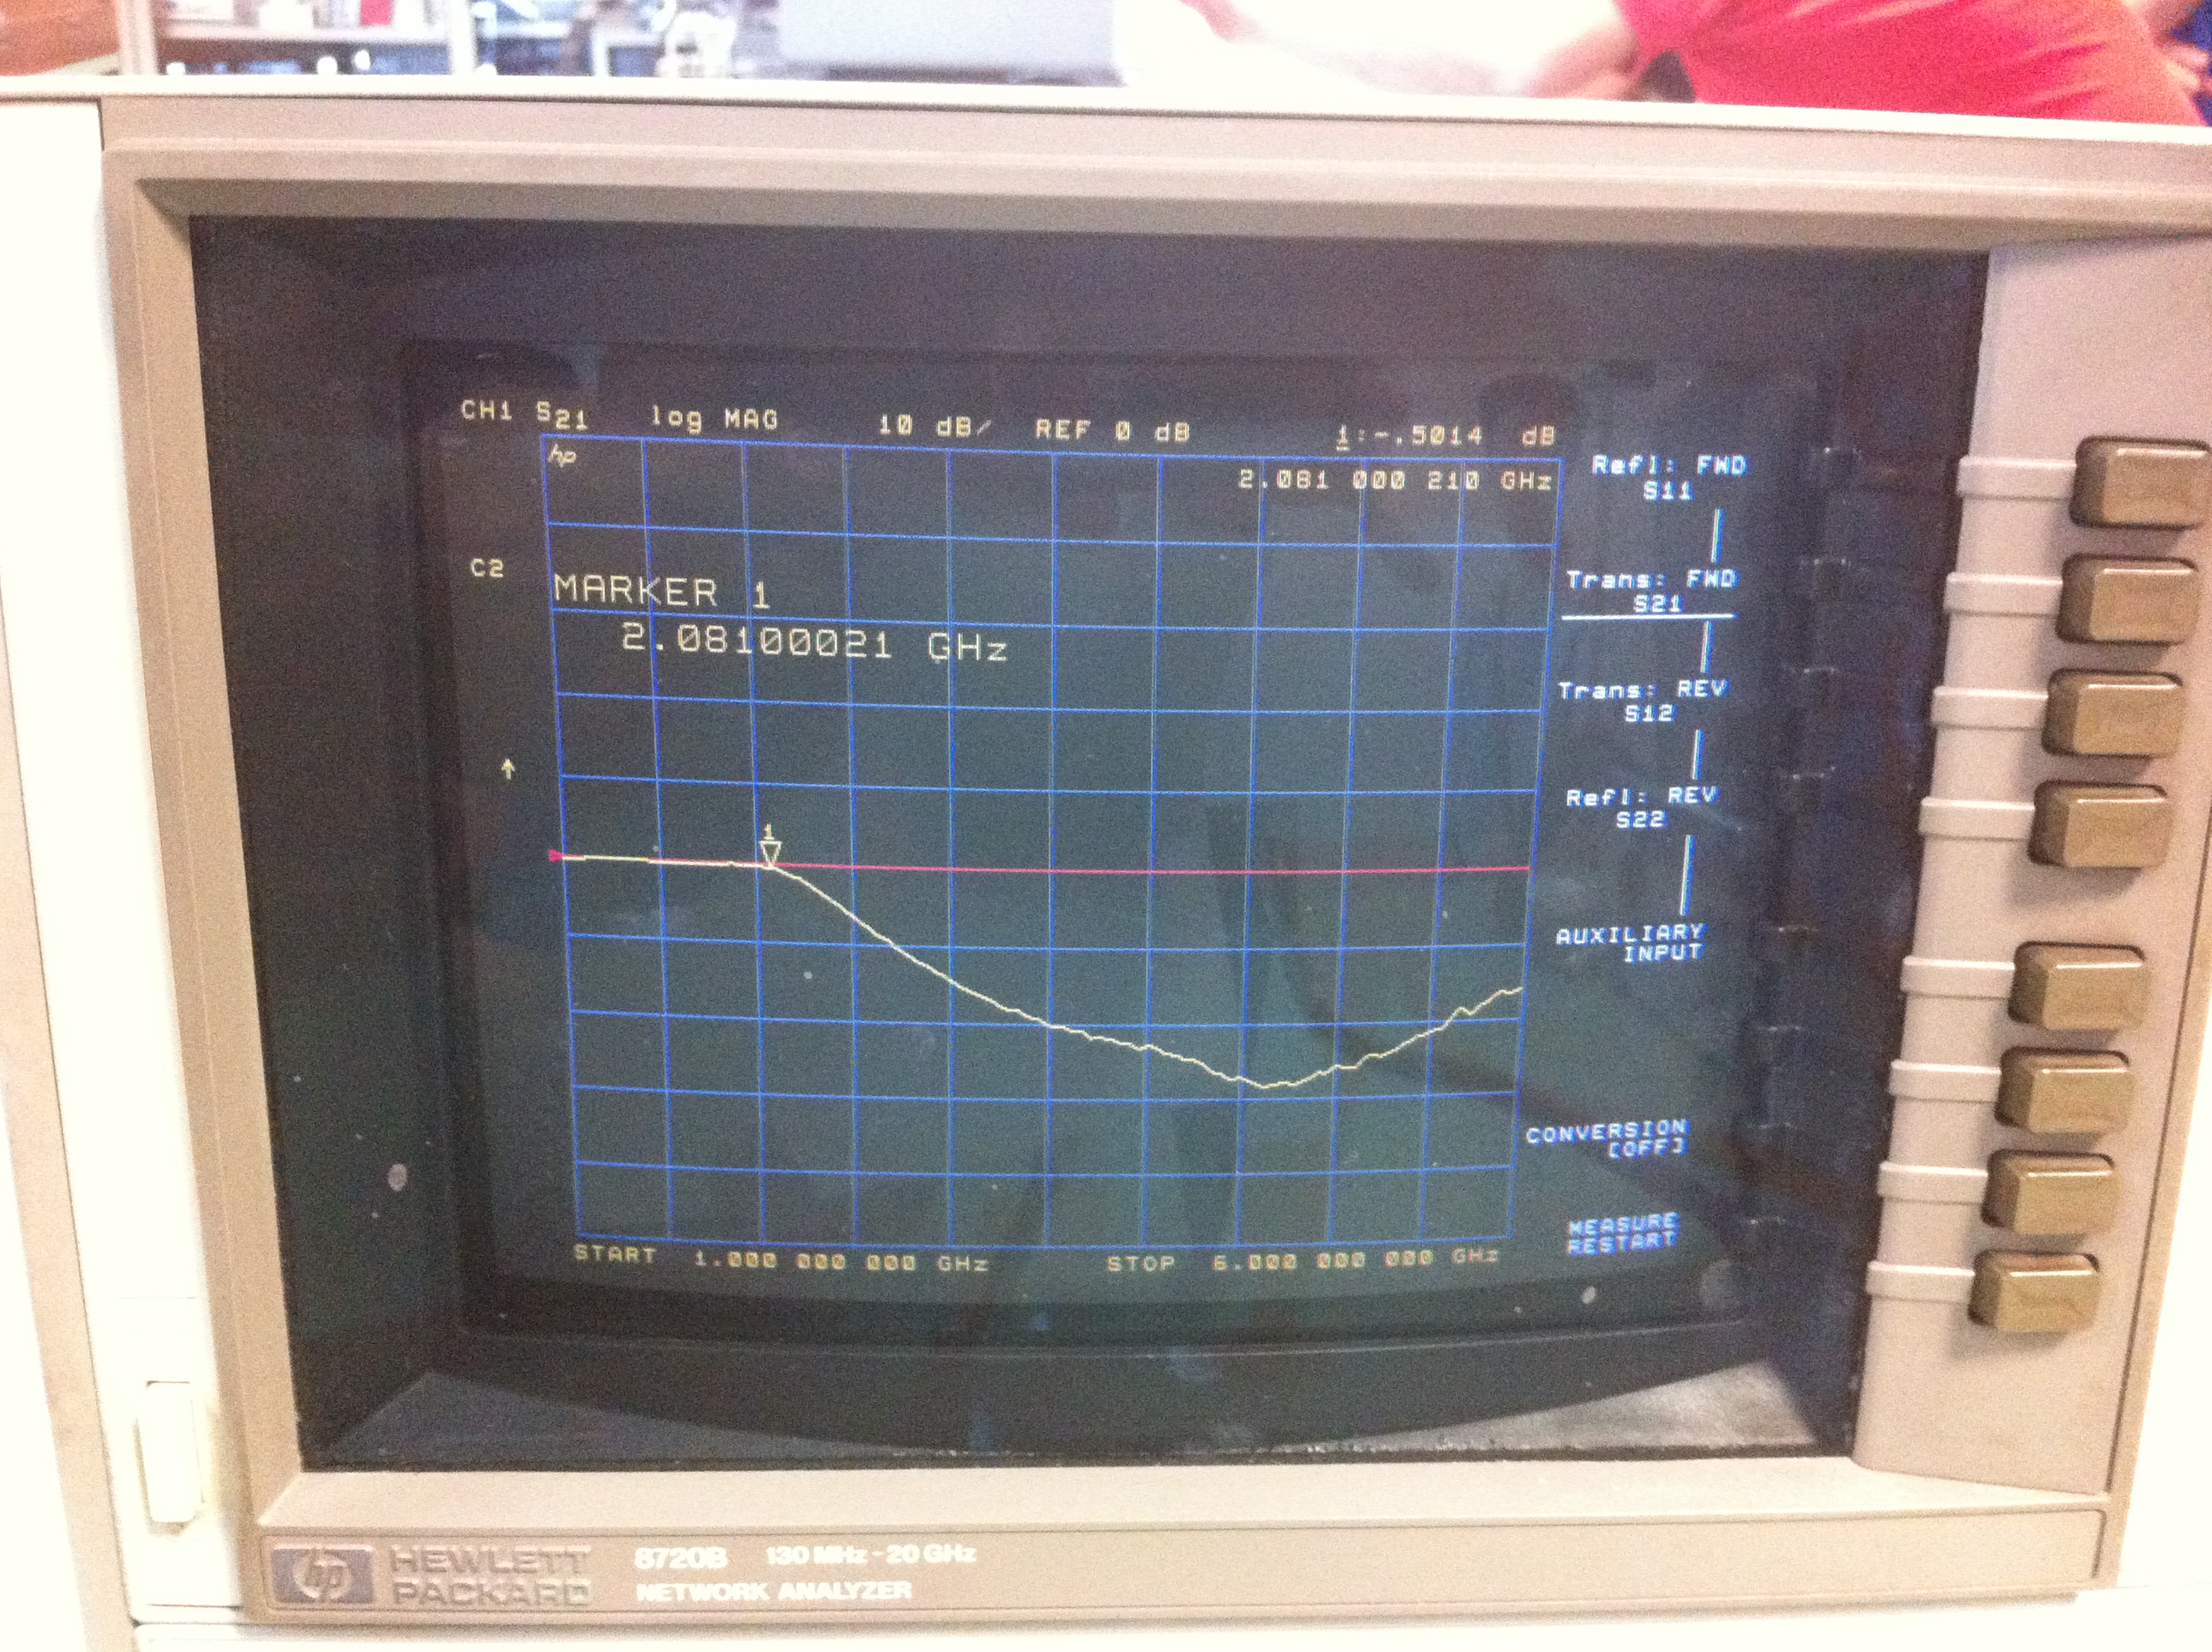 CH1 S21 log MAG 10 dB/ REF 0 dB 1:-.5014 dB
hp
2.081 000 210 GHz
C2
MARKER 1
2.08100021 GHz
1
START 1.000 000 000 GHz STOP 6.000 000 000 GHz
Refl: FWD
S11
Trans: FWD
S21
Trans: REV
S12
Refl: REV
S22
AUXILIARY
INPUT
CONVERSION
[OFF]
MEASURE
RESTART
hp HEWLETT
PACKARD
8720B 130 MHz-20 GHz
NETWORK ANALYZER